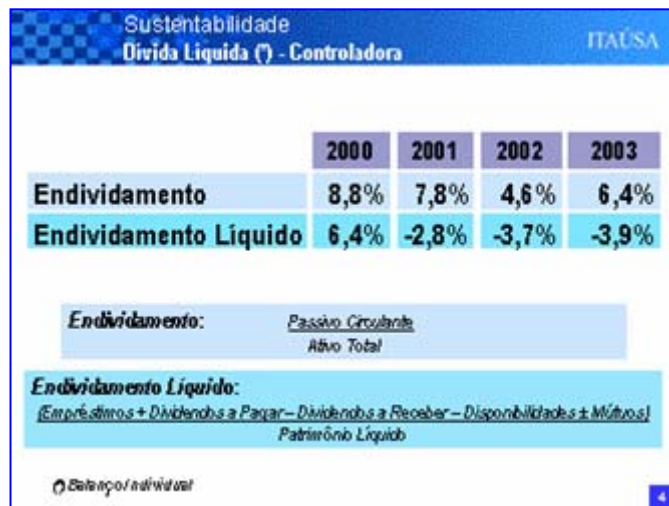 Sustentabilidade
Dívida Líquida (*) - Controladora
ITAÚSA
2000 2001 2002 2003
Endividamento 8,8% 7,8% 4,6% 6,4%
Endividamento Líquido 6,4% -2,8% -3,7% -3,9%
Endividamento: Passivo Circulante
Ativo Total
Endividamento Líquido:
(Empréstimos + Dividendos a Pagar – Dividendos a Receber – Disponibilidades ± Mútuos)
Patrimônio Líquido
(*) Balanço Individual
4